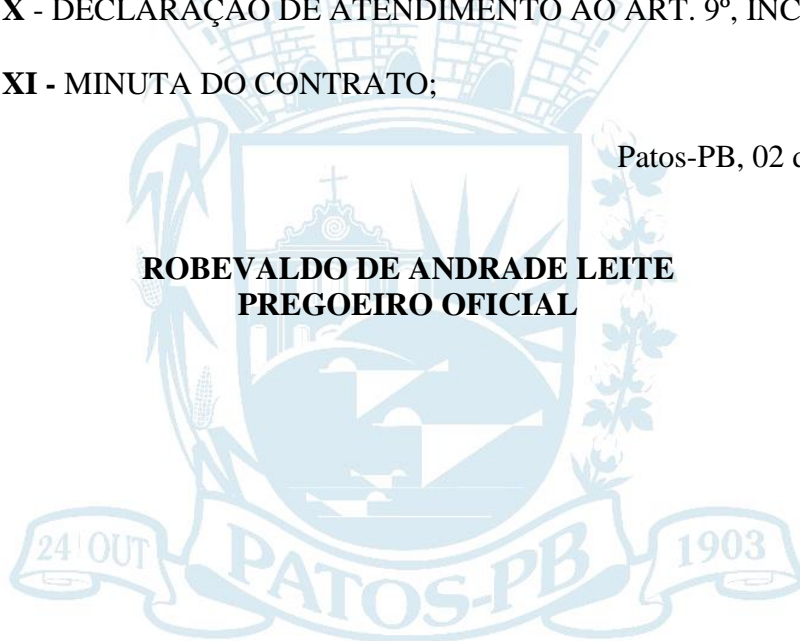 X - DECLARAÇÃO DE ATENDIMENTO AO ART. 9º, INC
XI - MINUTA DO CONTRATO;
Patos-PB, 02
ROBEVALDO DE ANDRADE LEITE
PREGOEIRO OFICIAL
24 OUT
PATOS-PB
1903